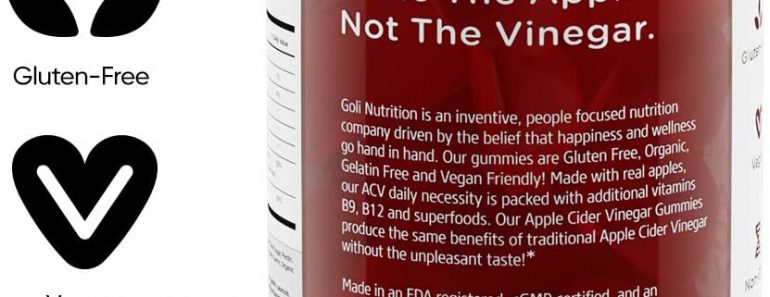 Not The Vinegar.
Gluten-Free
Goli Nutrition is an inventive, people focused nutrition
company driven by the belief that happiness and wellness
go hand in hand. Our gummies are Gluten Free, Organic,
Gelatin Free and Vegan Friendly! Made with real apples,
our ACV daily necessity is packed with additional vitamins
B9, B12 and superfoods. Our Apple Cider Vinegar Gummies
produce the same benefits of traditional Apple Cider Vinegar
without the unpleasant taste!*
Made in an FDA registered, cGMP certified, and an